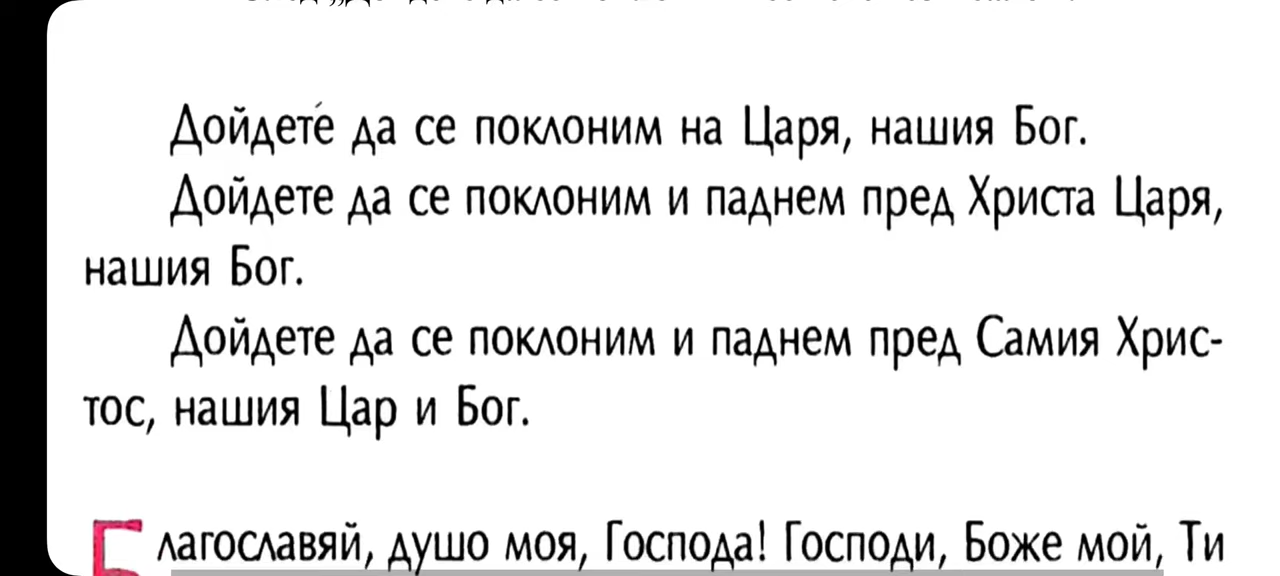 Дойдете́ да се поклоним на Царя, нашия Бог.
Дойдете да се поклоним и паднем пред Христа Царя,
нашия Бог.
Дойдете да се поклоним и паднем пред Самия Хрис-
тос, нашия Цар и Бог.
Благославяй, душо моя, Господа! Господи, Боже мой, Ти